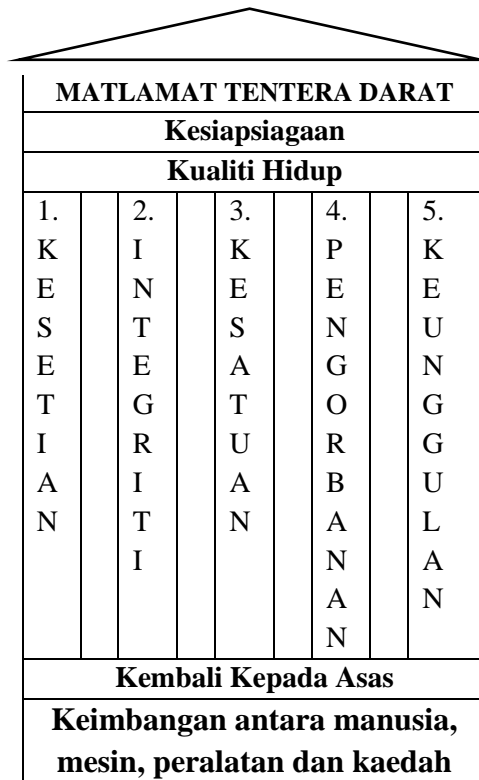 MATLAMAT TENTERA DARAT
Kesiapsiagaan
Kualiti Hidup
1. KESETIAN
2. INTEGRITI
3. KESATUAN
4. PENGORBANAN
5. KEUNGGULAN
Kembali Kepada Asas
Keimbangan antara manusia,
mesin, peralatan dan kaedah